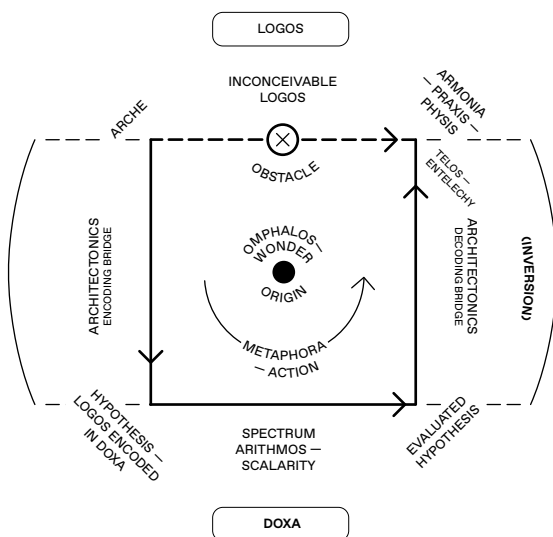 LOGOS
INCONCEIVABLE
LOGOS
ARCHE
ARMONIA
— PRAXIS —
PHYSIS
OBSTACLE
TELOS —
ENTELECHY
OMPHALOS—
WONDER
ORIGIN
ARCHITECTONICS
ENCODING BRIDGE
ARCHITECTONICS
DECODING BRIDGE
(INVERSION)
METAPHORA
— ACTION
HYPOTHESIS —
LOGOS ENCODED
IN DOXA
SPECTRUM
ARITHMOS —
SCALARITY
EVALUATED
HYPOTHESIS
DOXA